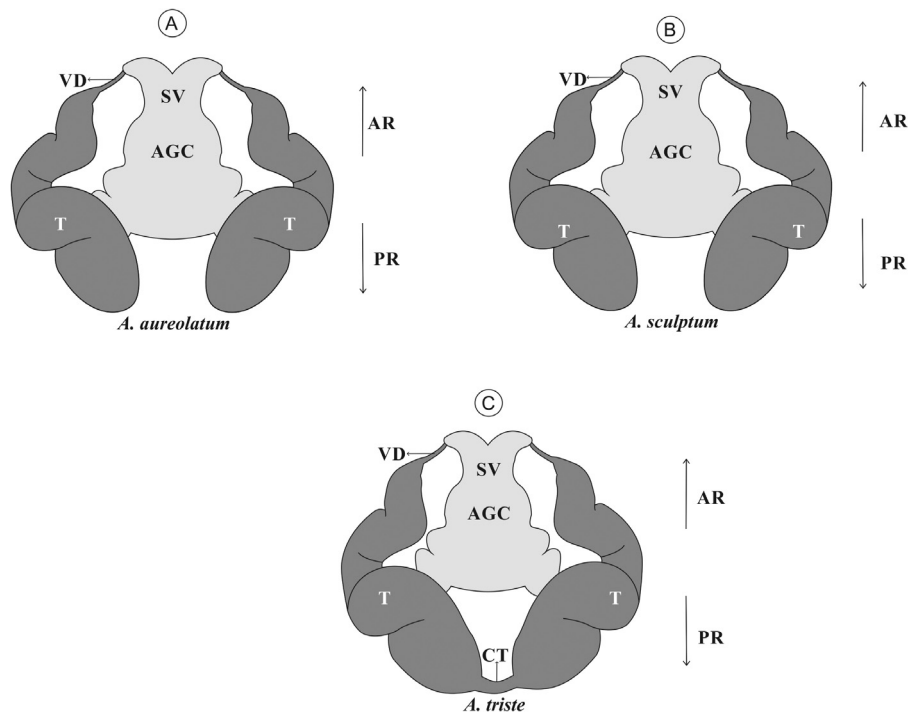 A
VD
SV
AR
AGC
T
T
PR
A. aureolatum
B
VD
SV
AR
AGC
T
T
PR
A. sculptum
C
VD
SV
AR
AGC
T
T
PR
CT
A. triste